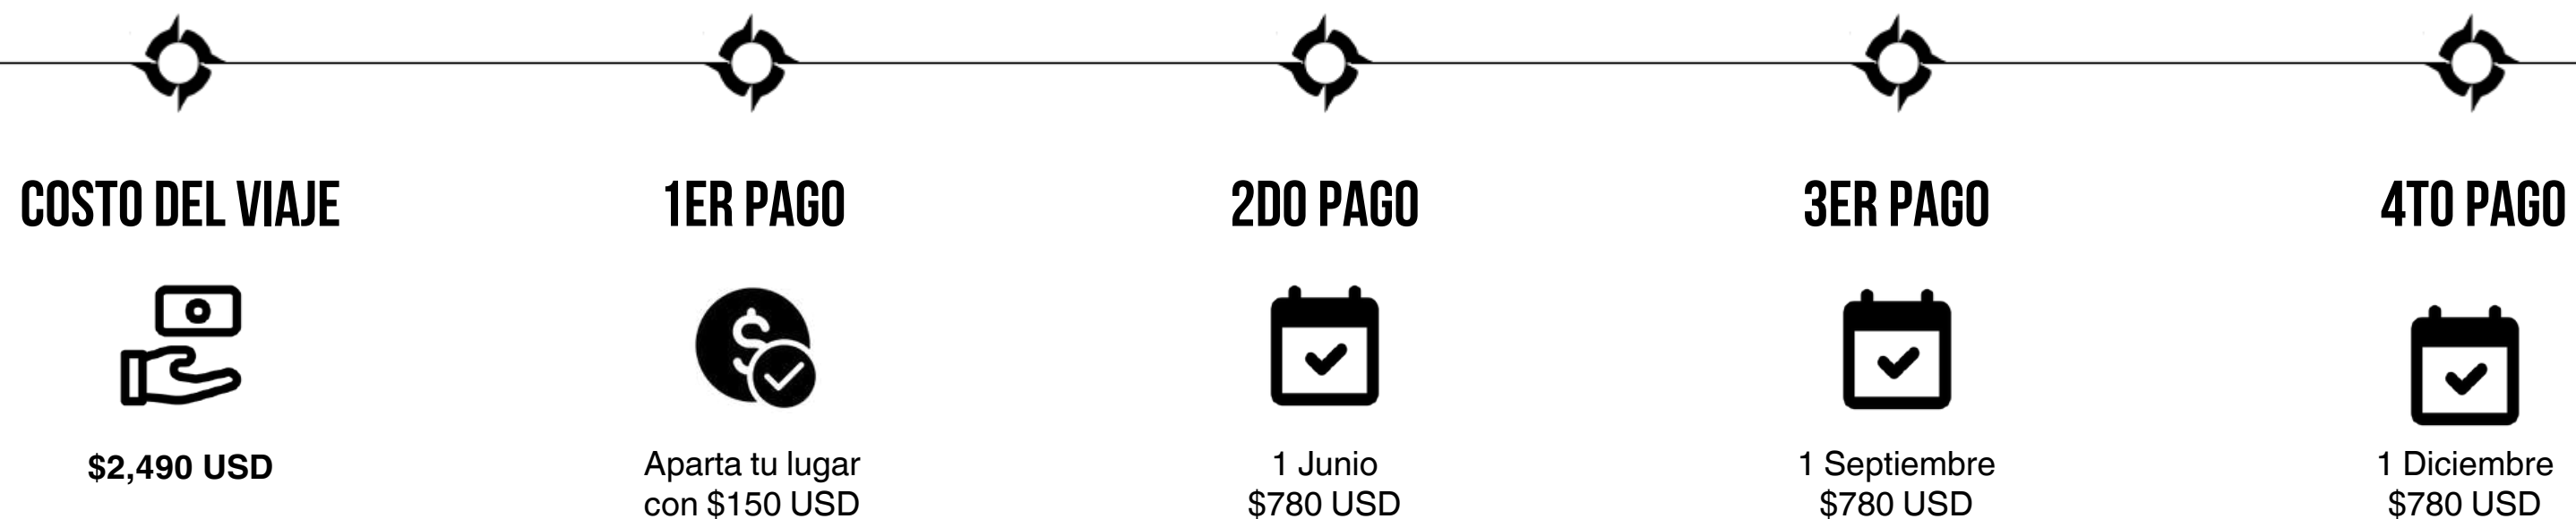 COSTO DEL VIAJE
$2,490 USD
1ER PAGO
Aparta tu lugar
con $150 USD
2DO PAGO
1 Junio
$780 USD
3ER PAGO
1 Septiembre
$780 USD
4TO PAGO
1 Diciembre
$780 USD